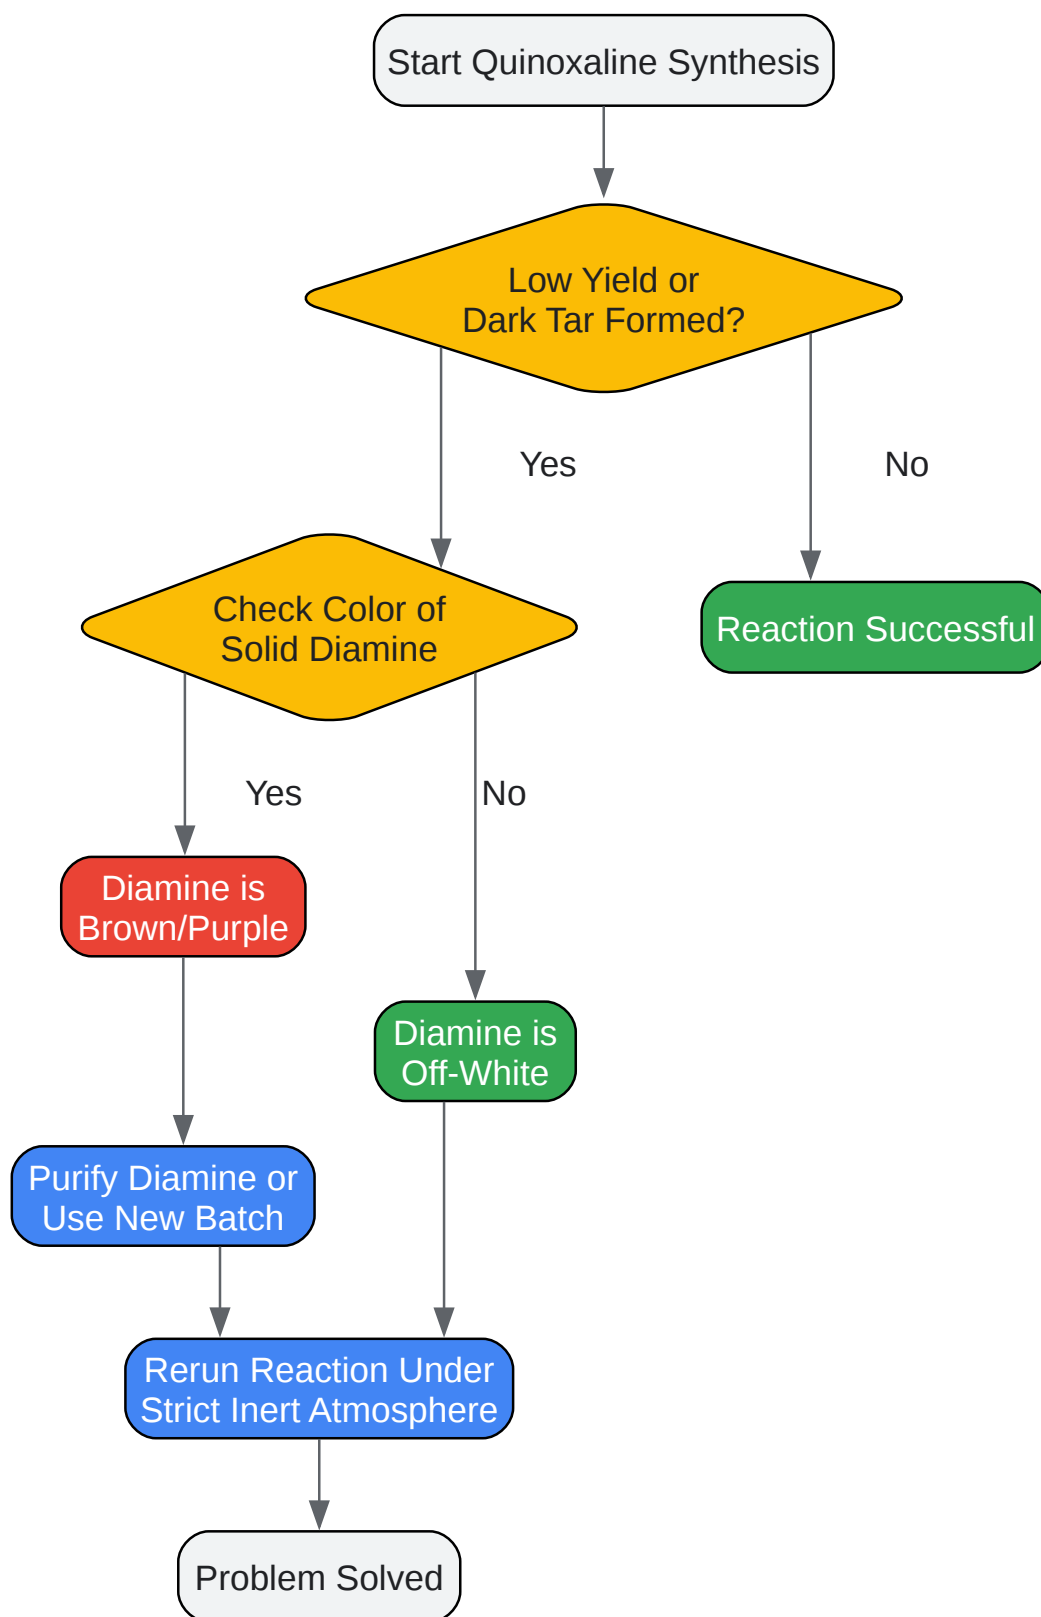 Start Quinoxaline Synthesis
Low Yield or
Dark Tar Formed?
Yes
No
Check Color of
Solid Diamine
Reaction Successful
Yes
No
Diamine is
Brown/Purple
Diamine is
Off-White
Purify Diamine or
Use New Batch
Rerun Reaction Under
Strict Inert Atmosphere
Problem Solved